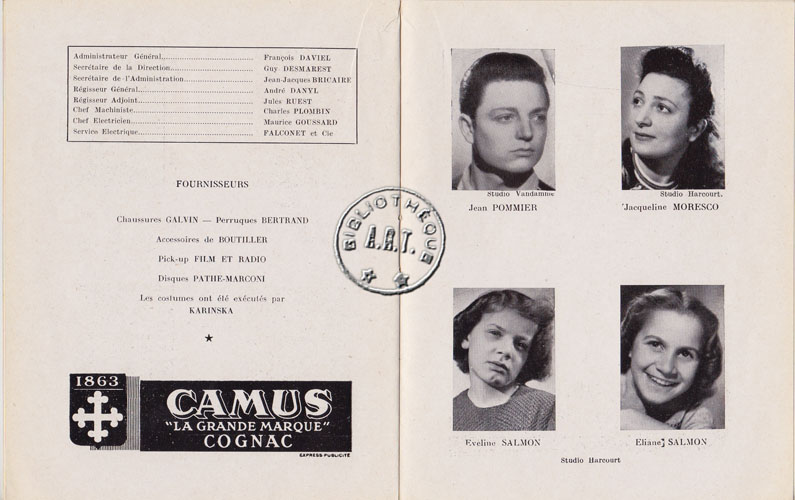 Administrateur Général........ François DAVIEL
Secrétaire de la Direction........ Guy DESMAREST
Secrétaire de l'Administration........ Jean-Jacques BRICAIRE
Régisseur Général........ André DANYL
Régisseur Adjoint........ Jules RUEST
Chef Machiniste........ Charles PLOMBIN
Chef Electricien........ Maurice GOUSSARD
Service Electrique........ FALCONET et Cie
FOURNISSEURS
Chaussures GALVIN — Perruques BERTRAND
Accessoires de BOUTILLER
Pick-up FILM ET RADIO
Disques PATHE-MARCONI
Les costumes ont été exécutés par
KARINSKA
1863
CAMUS
"LA GRANDE MARQUE"
COGNAC
EXPRESS-PUBLICITÉ
BIBLIOTHÈQUE
A.R.T.
Studio Vandamme
Jean POMMIER
Studio Harcourt.
Jacqueline MORESCO
Eveline SALMON
Eliane SALMON
Studio Harcourt